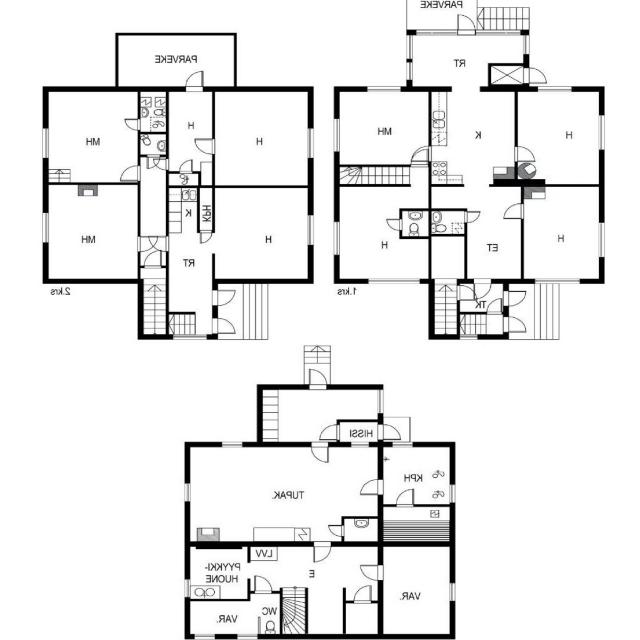 PARVEKE
PARVEKE
RT
MH
H
H
MH
K
H
MH
K
KPH
H
RT
H
ET
H
2.krs
1.krs
TK
HISSI
KPH
TUPAK.
LVV
PYYKKI-
HUONE
E
VAR.
WC
VAR.